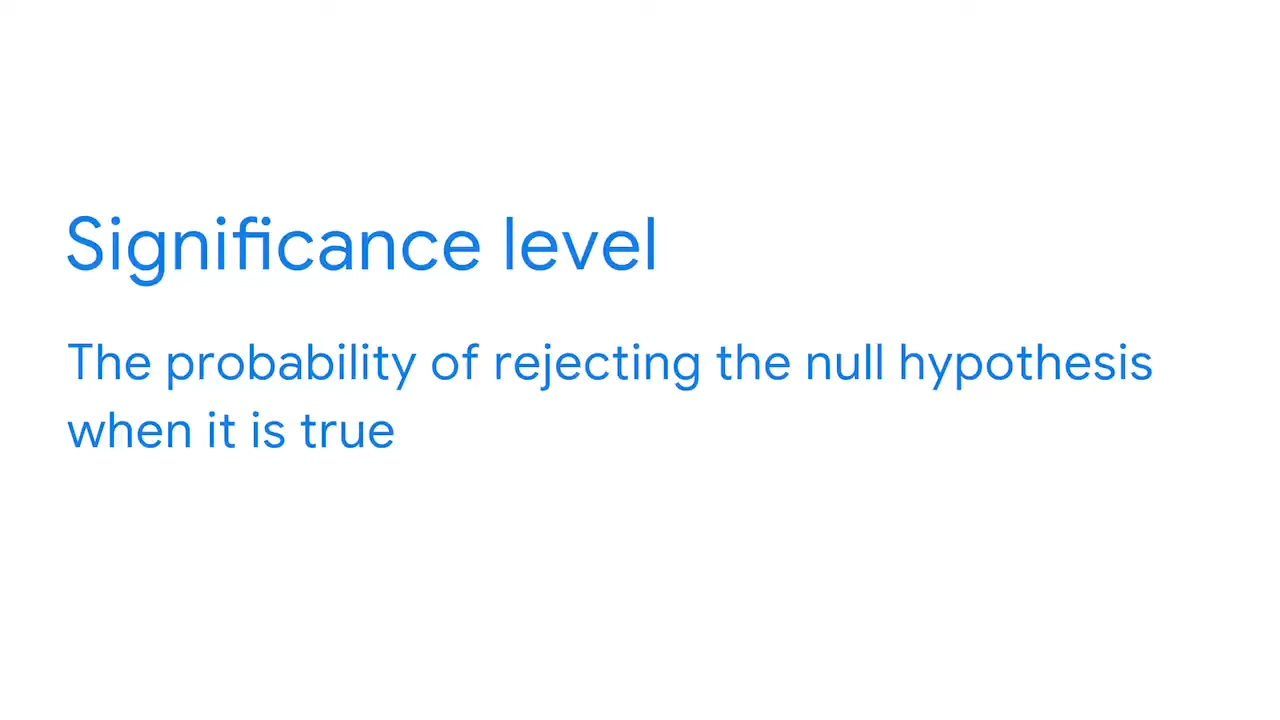 Significance level
The probability of rejecting the null hypothesis
when it is true